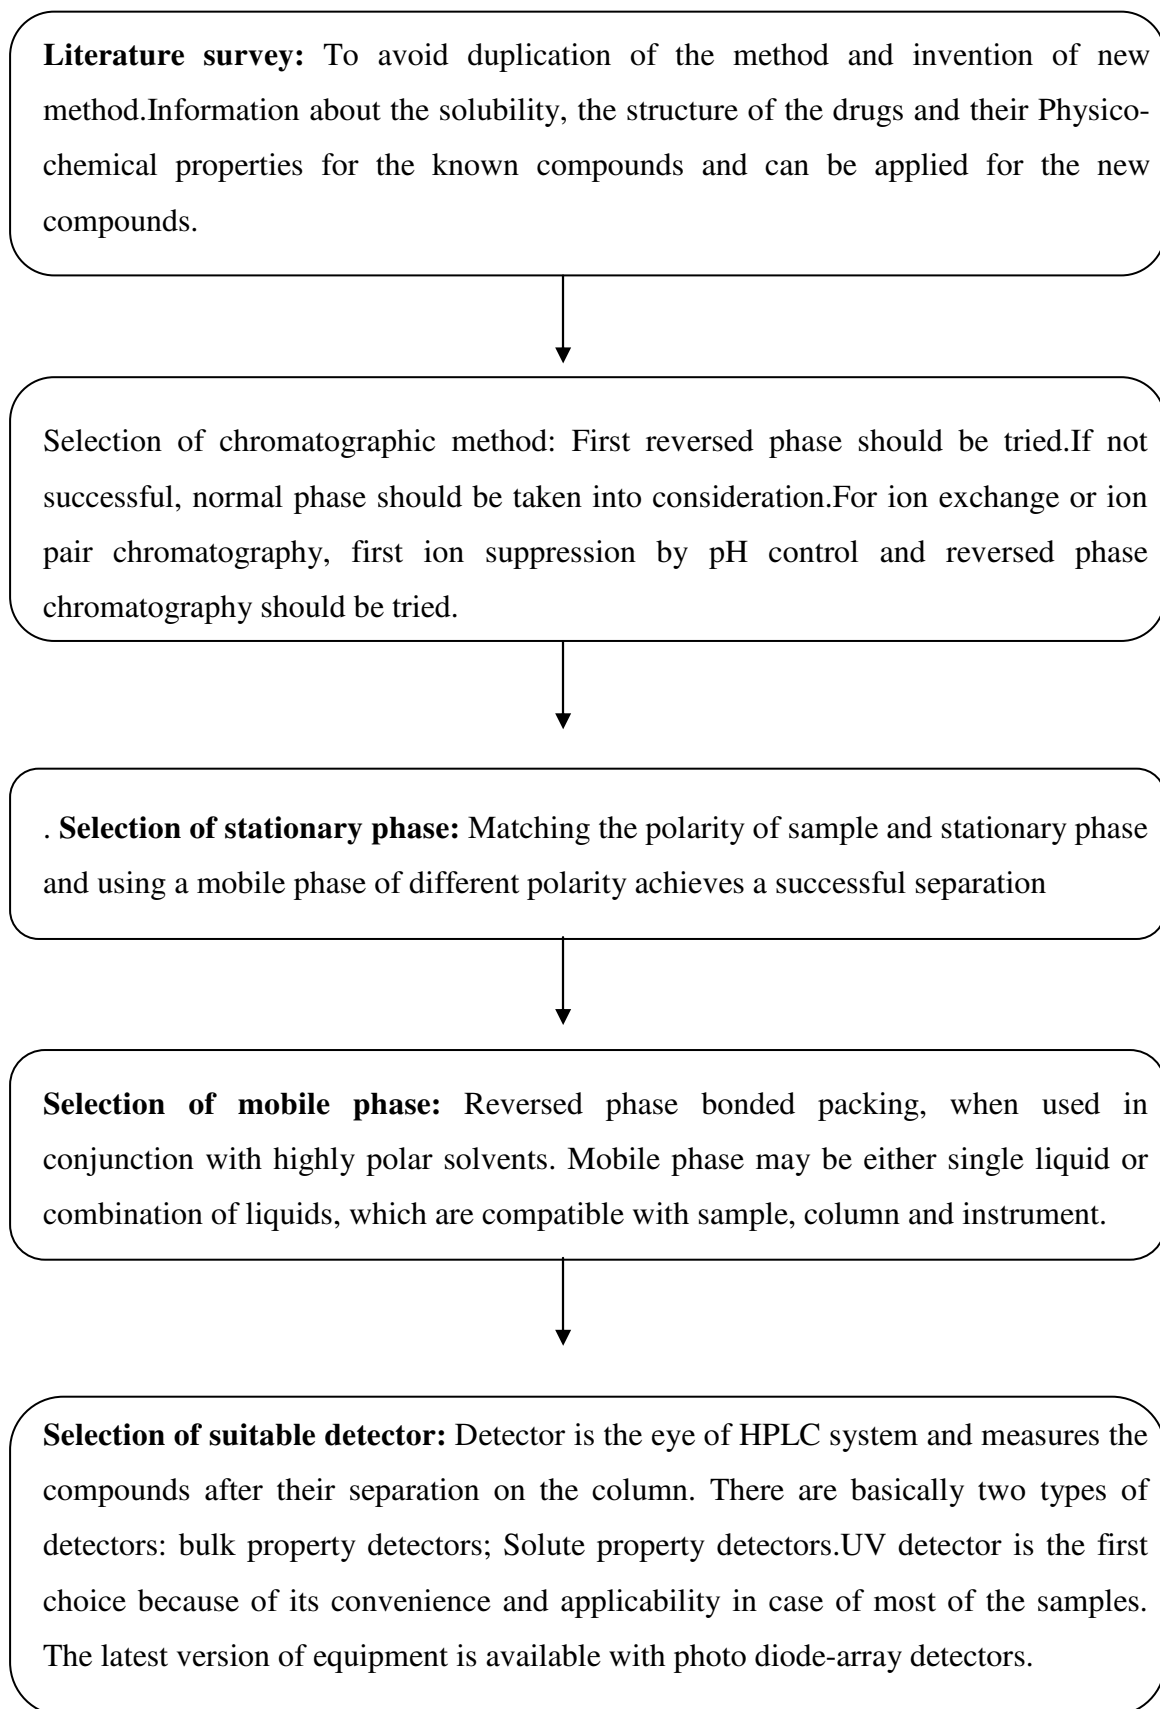 Literature survey: To avoid duplication of the method and invention of new
method.Information about the solubility, the structure of the drugs and their Physico-
chemical properties for the known compounds and can be applied for the new
compounds.
Selection of chromatographic method: First reversed phase should be tried.If not
successful, normal phase should be taken into consideration.For ion exchange or ion
pair chromatography, first ion suppression by pH control and reversed phase
chromatography should be tried.
. Selection of stationary phase: Matching the polarity of sample and stationary phase
and using a mobile phase of different polarity achieves a successful separation
Selection of mobile phase: Reversed phase bonded packing, when used in
conjunction with highly polar solvents. Mobile phase may be either single liquid or
combination of liquids, which are compatible with sample, column and instrument.
Selection of suitable detector: Detector is the eye of HPLC system and measures the
compounds after their separation on the column. There are basically two types of
detectors: bulk property detectors; Solute property detectors.UV detector is the first
choice because of its convenience and applicability in case of most of the samples.
The latest version of equipment is available with photo diode-array detectors.